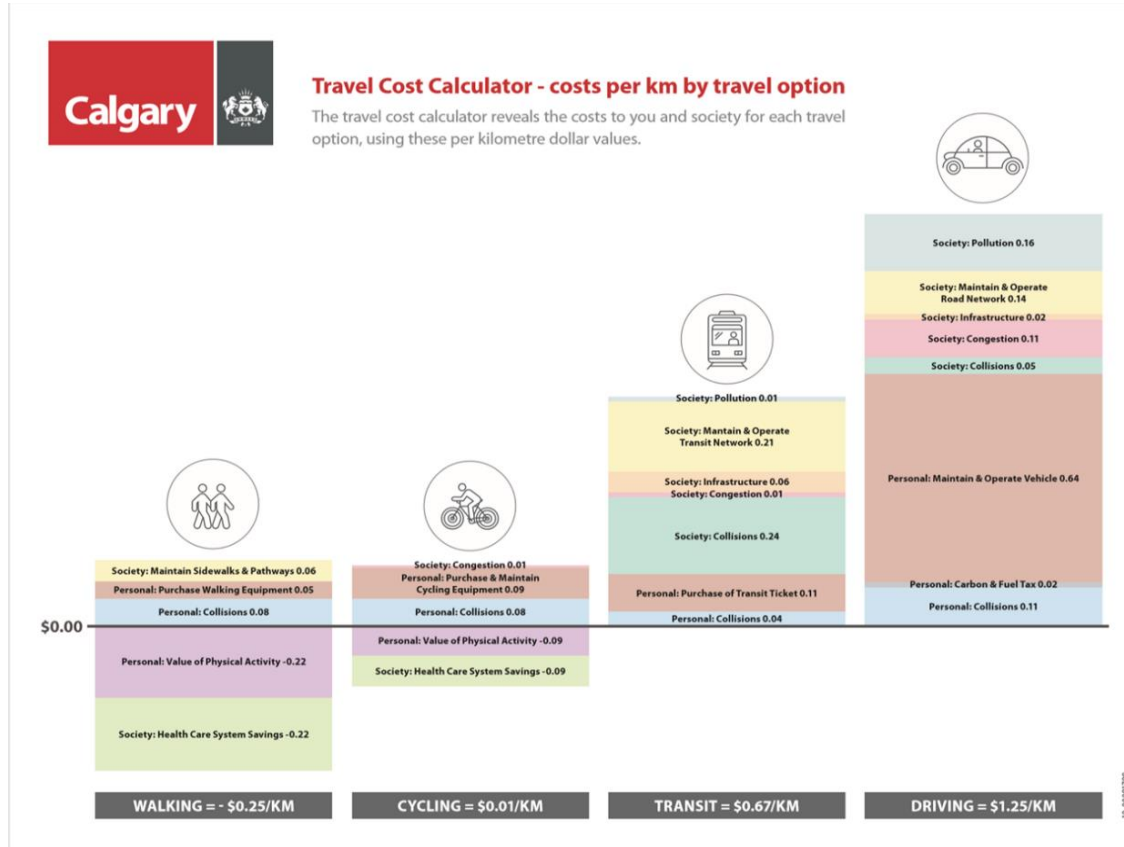 Calgary
Travel Cost Calculator - costs per km by travel option
The travel cost calculator reveals the costs to you and society for each travel
option, using these per kilometre dollar values.
Society: Maintain Sidewalks & Pathways 0.06
Personal: Purchase Walking Equipment 0.05
Personal: Collisions 0.08
$0.00
Personal: Value of Physical Activity -0.22
Society: Health Care System Savings -0.22
WALKING = - $0.25/KM
Society: Congestion 0.01
Personal: Purchase & Maintain
Cycling Equipment 0.09
Personal: Collisions 0.08
Personal: Value of Physical Activity -0.09
Society: Health Care System Savings -0.09
CYCLING = $0.01/KM
Society: Pollution 0.01
Society: Mantain & Operate
Transit Network 0.21
Society: Infrastructure 0.06
Society: Congestion 0.01
Society: Collisions 0.24
Personal: Purchase of Transit Ticket 0.11
Personal: Collisions 0.04
TRANSIT = $0.67/KM
Society: Pollution 0.16
Society: Maintain & Operate
Road Network 0.14
Society: Infrastructure 0.02
Society: Congestion 0.11
Society: Collisions 0.05
Personal: Maintain & Operate Vehicle 0.64
Personal: Carbon & Fuel Tax 0.02
Personal: Collisions 0.11
DRIVING = $1.25/KM